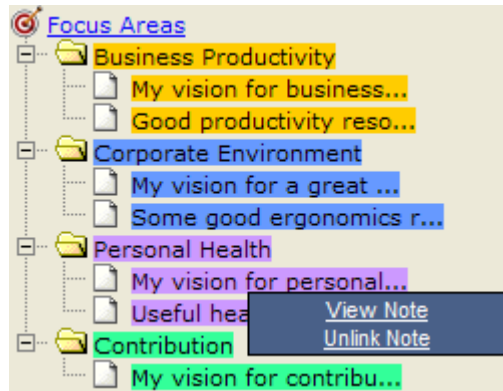 Focus Areas
Business Productivity
My vision for business...
Good productivity reso...
Corporate Environment
My vision for a great ...
Some good ergonomics r...
Personal Health
My vision for personal...
Useful hea
View Note
Unlink Note
Contribution
My vision for contribu...